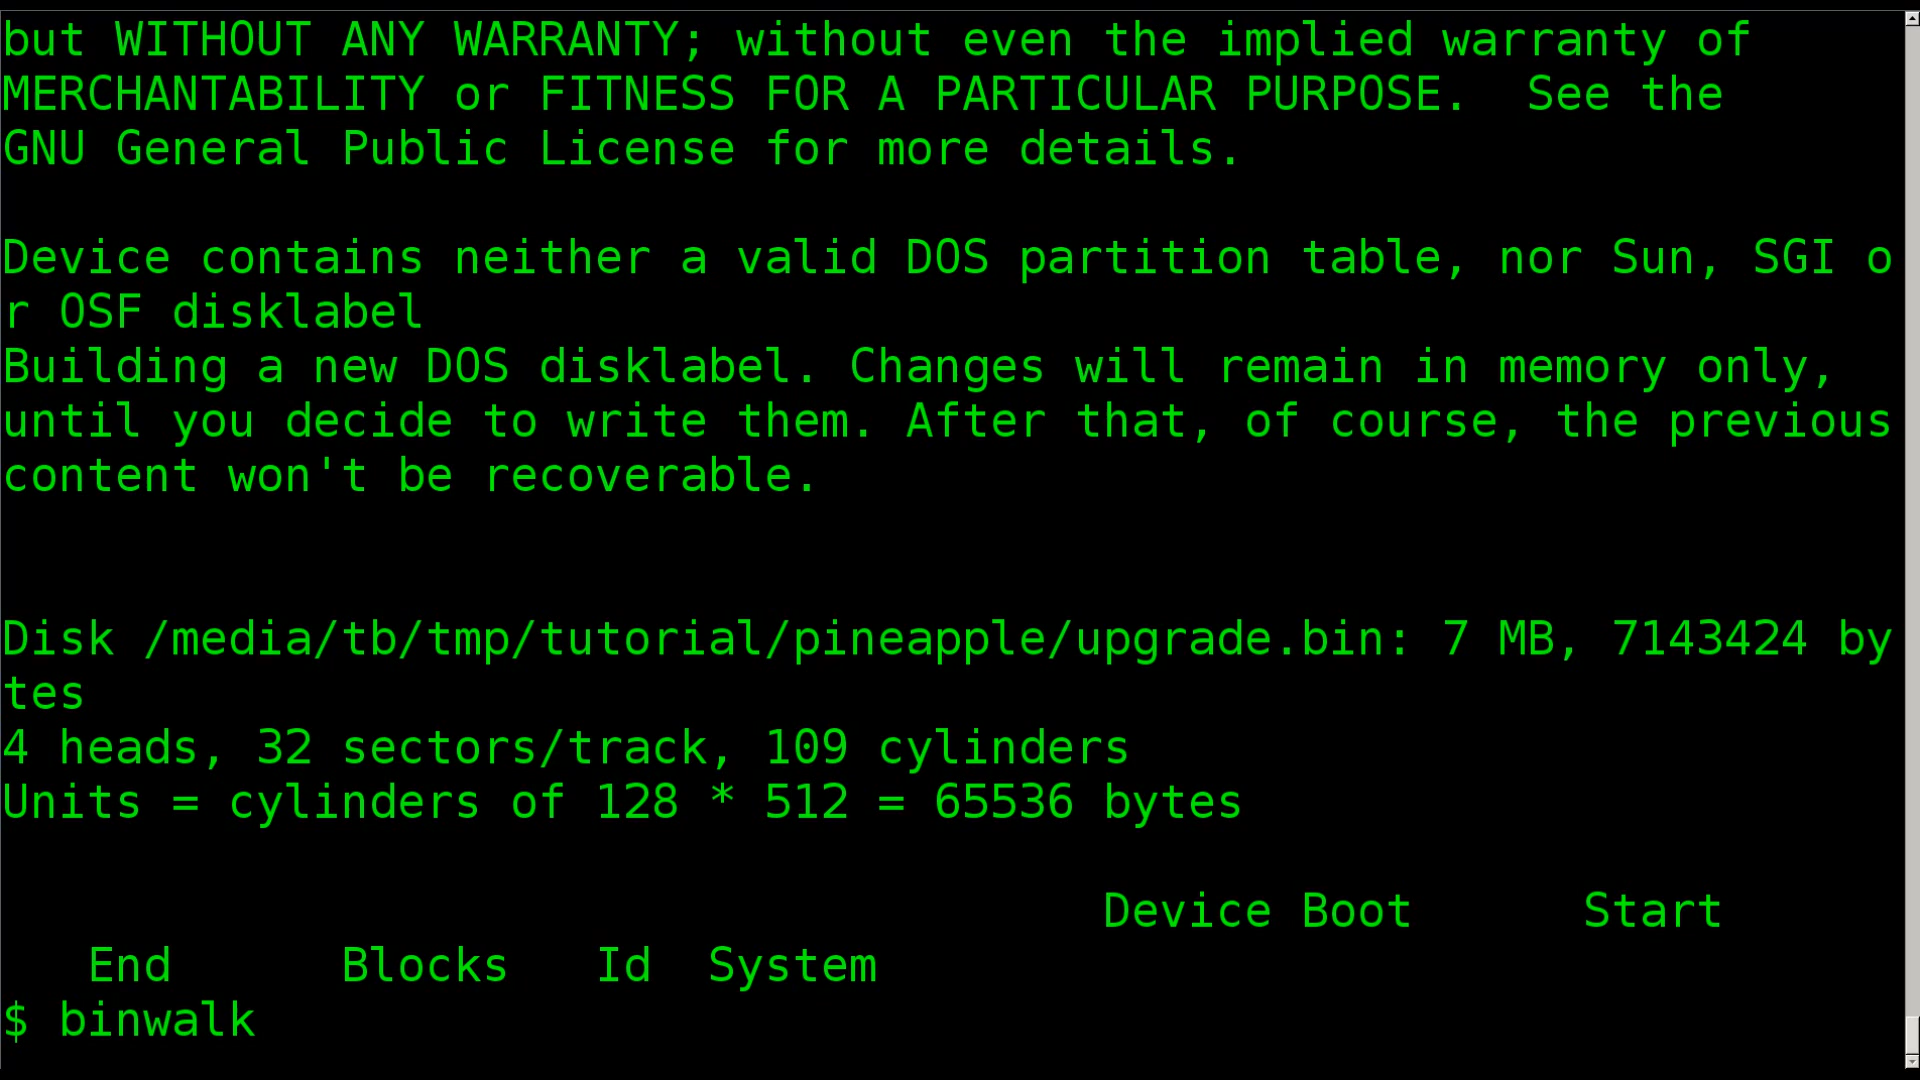 but WITHOUT ANY WARRANTY; without even the implied warranty of
MERCHANTABILITY or FITNESS FOR A PARTICULAR PURPOSE.  See the
GNU General Public License for more details.

Device contains neither a valid DOS partition table, nor Sun, SGI o
r OSF disklabel
Building a new DOS disklabel. Changes will remain in memory only,
until you decide to write them. After that, of course, the previous
content won't be recoverable.

Disk /media/tb/tmp/tutorial/pineapple/upgrade.bin: 7 MB, 7143424 by
tes
4 heads, 32 sectors/track, 109 cylinders
Units = cylinders of 128 * 512 = 65536 bytes

Device Boot      Start
End      Blocks   Id  System
$ binwalk